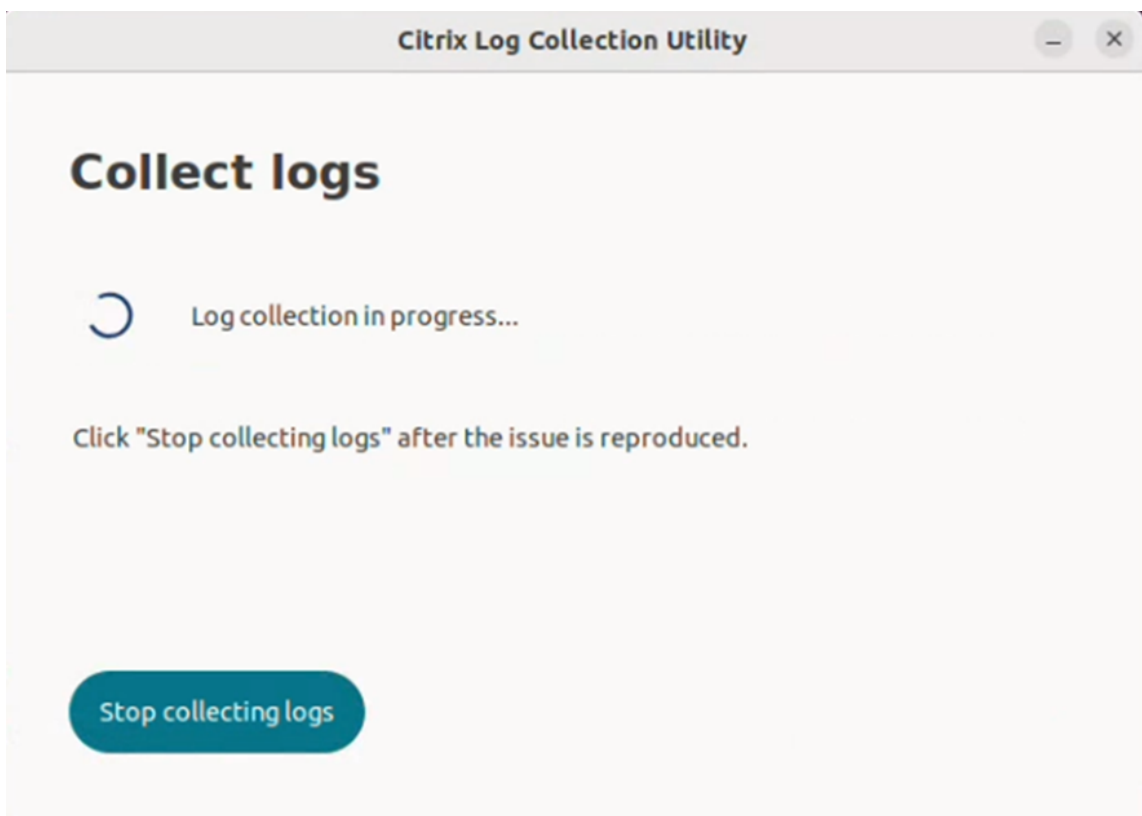 Citrix Log Collection Utility
Collect logs
Log collection in progress...
Click "Stop collecting logs" after the issue is reproduced.
Stop collecting logs